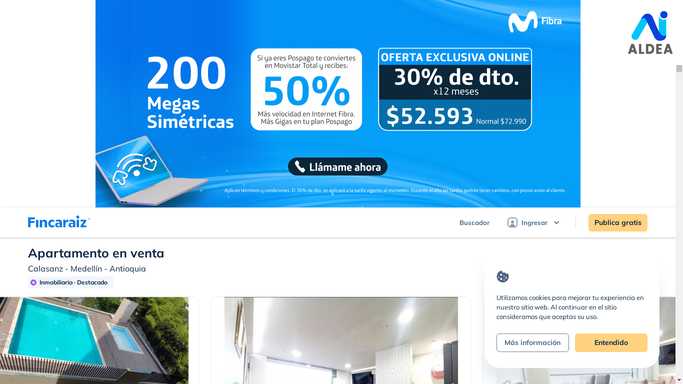 Fibra
ALDEA
200
Megas
Simétricas
Si ya eres Pospago te conviertes
en Movistar Total y recibes.
50%
Más velocidad en Internet Fibra.
Más Gigas en tu plan Pospago
OFERTA EXCLUSIVA ONLINE
30% de dto.
x12 meses
$52.593 Normal $72.990
Llámame ahora
Fincaraíz
Buscador
Ingresar
Publica gratis
Apartamento en venta
Calasanz - Medellín - Antioquia
Inmobiliaria · Destacado
Utilizamos cookies para mejorar tu experiencia en
nuestro sitio web. Al continuar en el sitio
consideramos que aceptas su uso.
Más información
Entendido